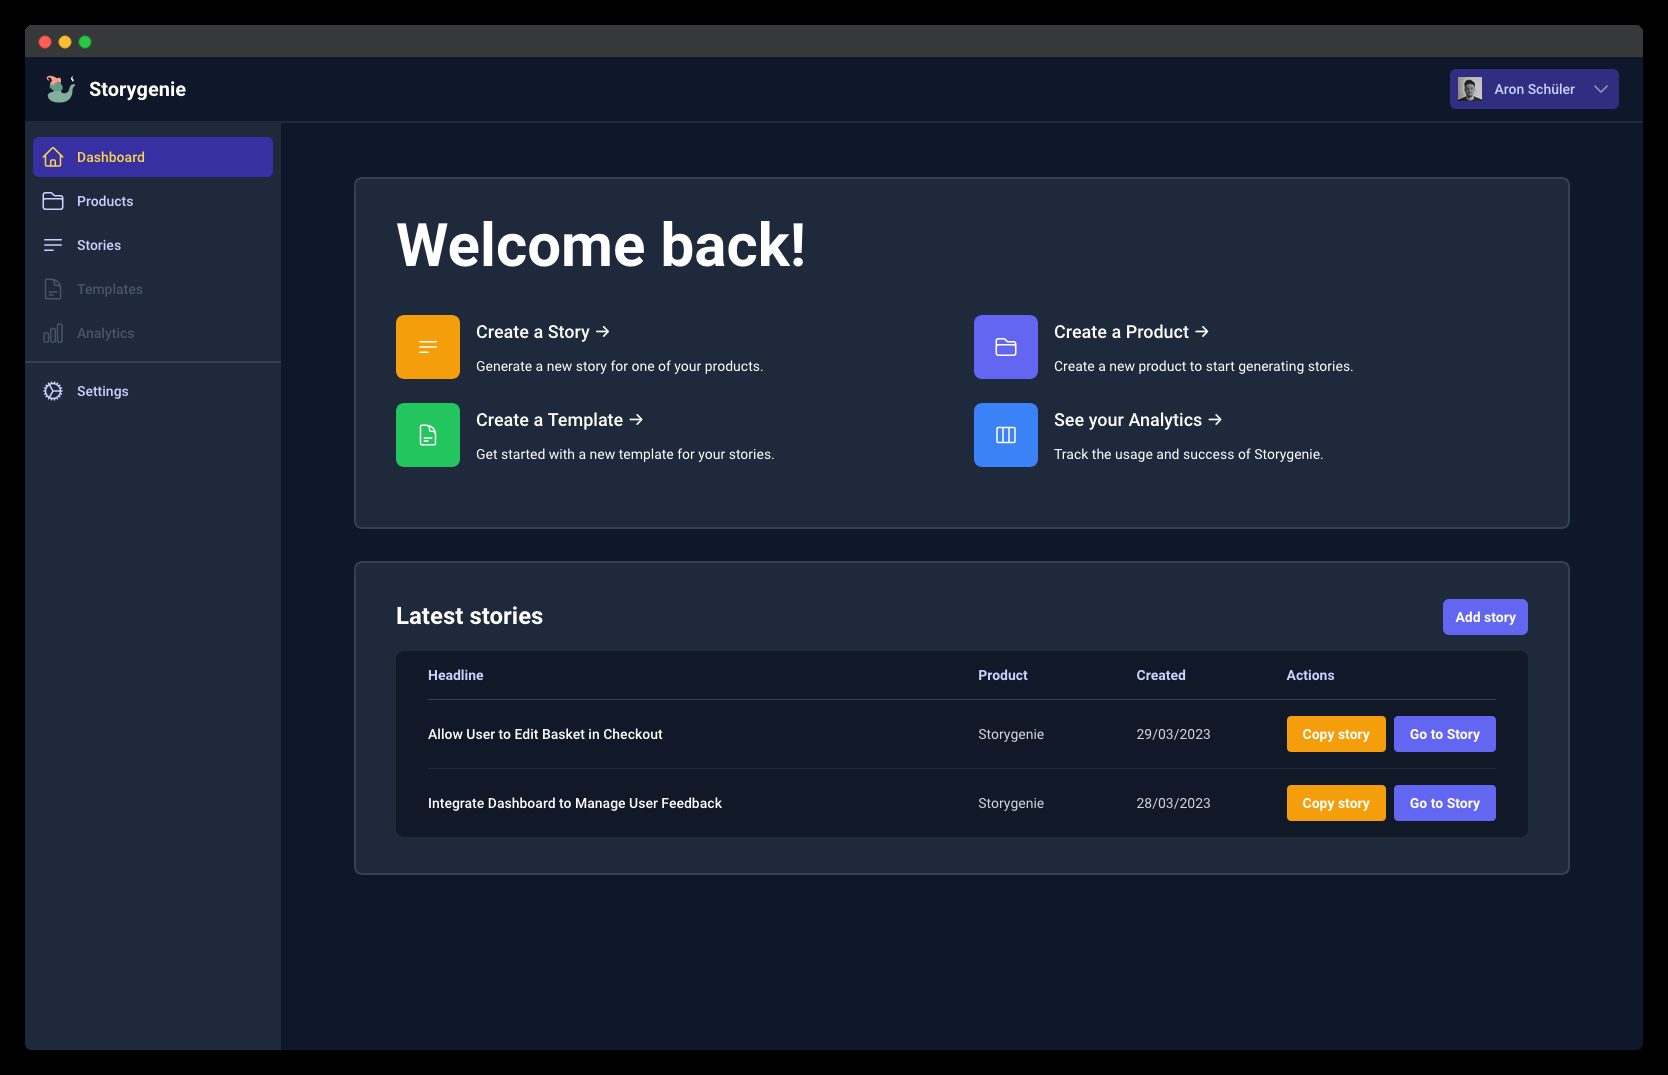 Storygenie
Aron Schüler
Dashboard
Products
Stories
Templates
Analytics
Settings
Welcome back!
Create a Story →
Generate a new story for one of your products.
Create a Product →
Create a new product to start generating stories.
Create a Template →
Get started with a new template for your stories.
See your Analytics →
Track the usage and success of Storygenie.
Latest stories
Add story
Headline Product Created Actions
Allow User to Edit Basket in Checkout Storygenie 29/03/2023 Copy story Go to Story
Integrate Dashboard to Manage User Feedback Storygenie 28/03/2023 Copy story Go to Story